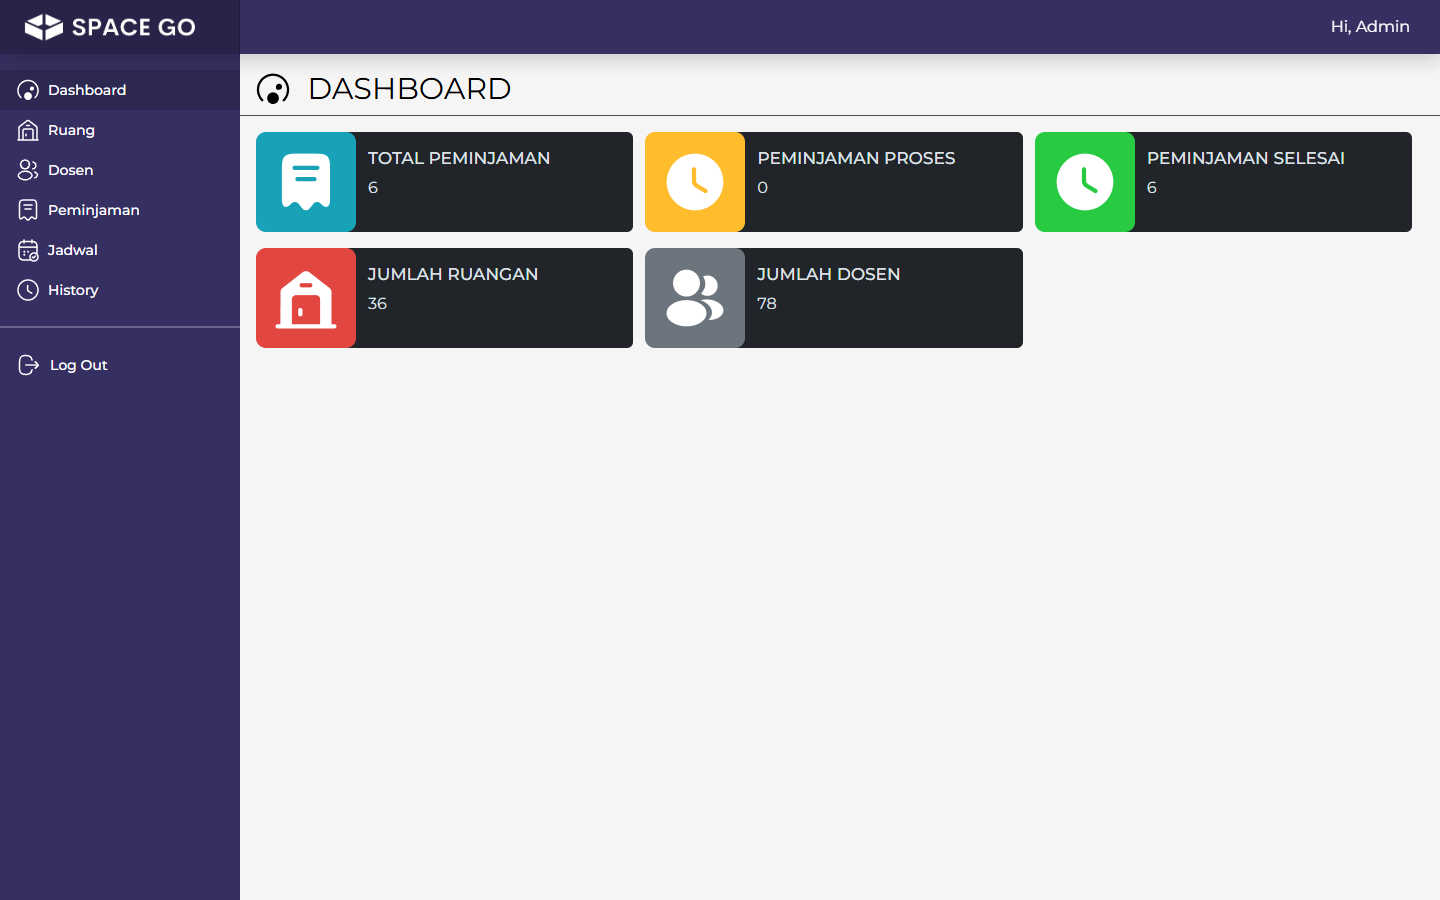 SPACE GO
Hi, Admin
Dashboard
Ruang
Dosen
Peminjaman
Jadwal
History
Log Out
DASHBOARD
TOTAL PEMINJAMAN
6
PEMINJAMAN PROSES
0
PEMINJAMAN SELESAI
6
JUMLAH RUANGAN
36
JUMLAH DOSEN
78